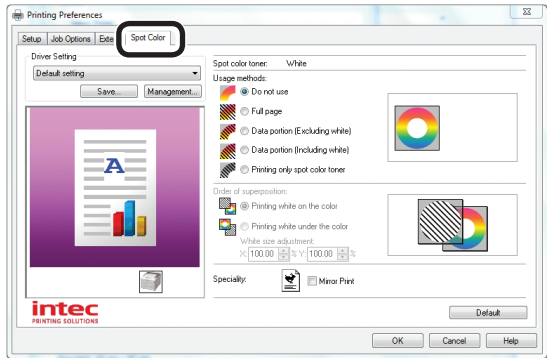 Printing Preferences
Setup
Job Options
Exte
Spot Color
Driver Setting
Default setting
Save...
Management...
A
intec
PRINTING SOLUTIONS
Spot color toner: White
Usage methods:
Do not use
Full page
Data portion (Excluding white)
Data portion (Including white)
Printing only spot color toner
Order of superposition:
Printing white on the color
Printing white under the color
White size adjustment:
X: 100.00 % Y: 100.00 %
Speciality:
Mirror Print
Default
OK
Cancel
Help